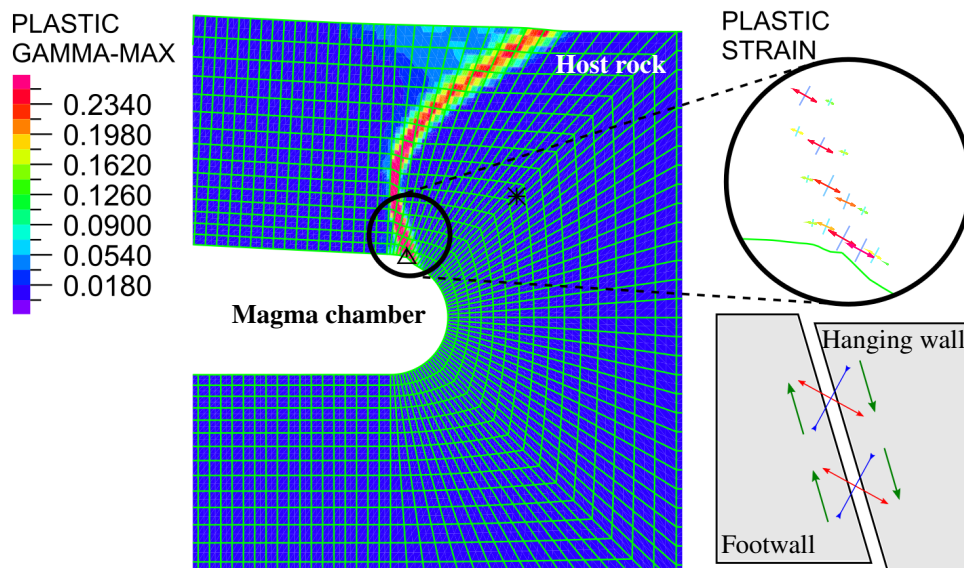 PLASTIC
GAMMA-MAX
0.2340
0.1980
0.1620
0.1260
0.0900
0.0540
0.0180
Host rock
Magma chamber
PLASTIC
STRAIN
Hanging wall
Footwall